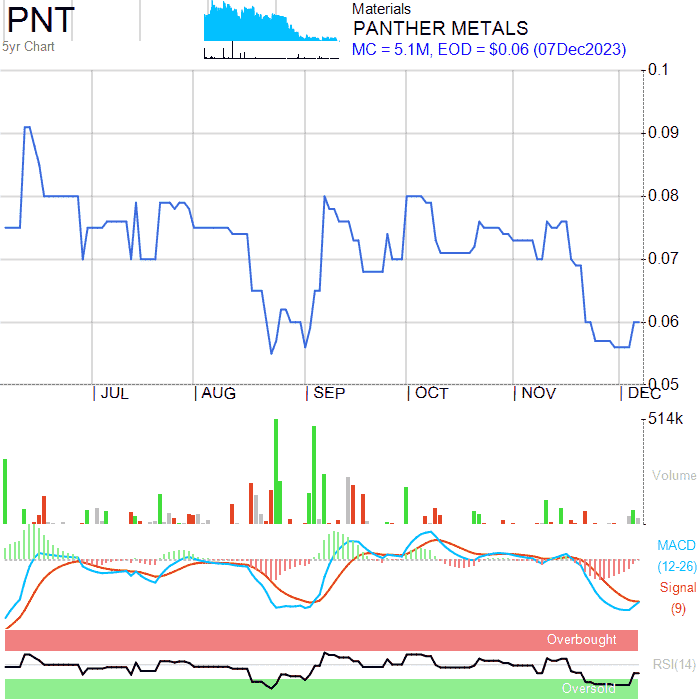 PNT
5yr Chart
Materials
PANTHER METALS
MC = 5.1M, EOD = $0.06 (07Dec2023)
0.1
0.09
0.08
0.07
0.06
0.05
JUL AUG SEP OCT NOV DEC
514k
Volume
MACD
(12-26)
Signal
(9)
Overbought
RSI(14)
Oversold